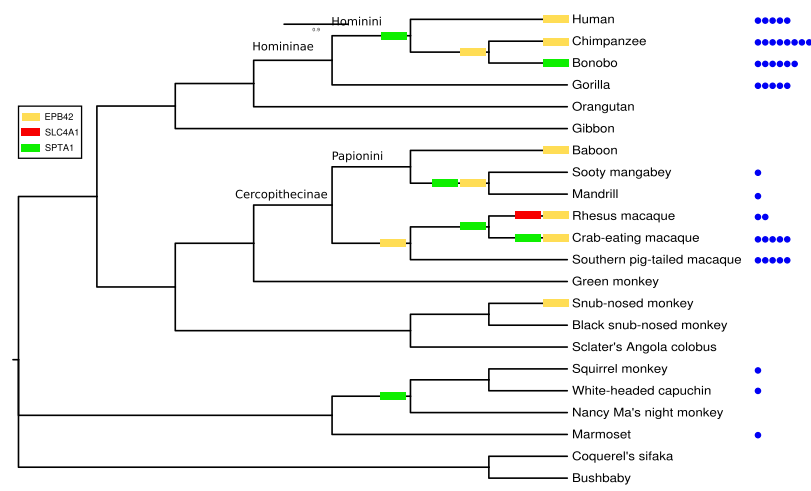 Hominini
0.9
Human
Homininae
Chimpanzee
Bonobo
Gorilla
Orangutan
EPB42
SLC4A1
SPTA1
Gibbon
Papionini
Baboon
Sooty mangabey
Cercopithecinae
Mandrill
Rhesus macaque
Crab-eating macaque
Southern pig-tailed macaque
Green monkey
Snub-nosed monkey
Black snub-nosed monkey
Sclater's Angola colobus
Squirrel monkey
White-headed capuchin
Nancy Ma's night monkey
Marmoset
Coquerel's sifaka
Bushbaby